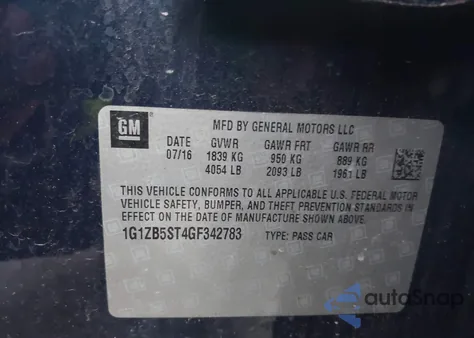 GM
MFD BY GENERAL MOTORS LLC
DATE GVWR GAWR FRT GAWR RR
07/16 1839 KG 950 KG 889 KG
4054 LB 2093 LB 1961 LB
THIS VEHICLE CONFORMS TO ALL APPLICABLE U.S. FEDERAL MOTOR
VEHICLE SAFETY, BUMPER, AND THEFT PREVENTION STANDARDS IN
EFFECT ON THE DATE OF MANUFACTURE SHOWN ABOVE.
1G1ZB5ST4GF342783 TYPE: PASS CAR
autoSnap